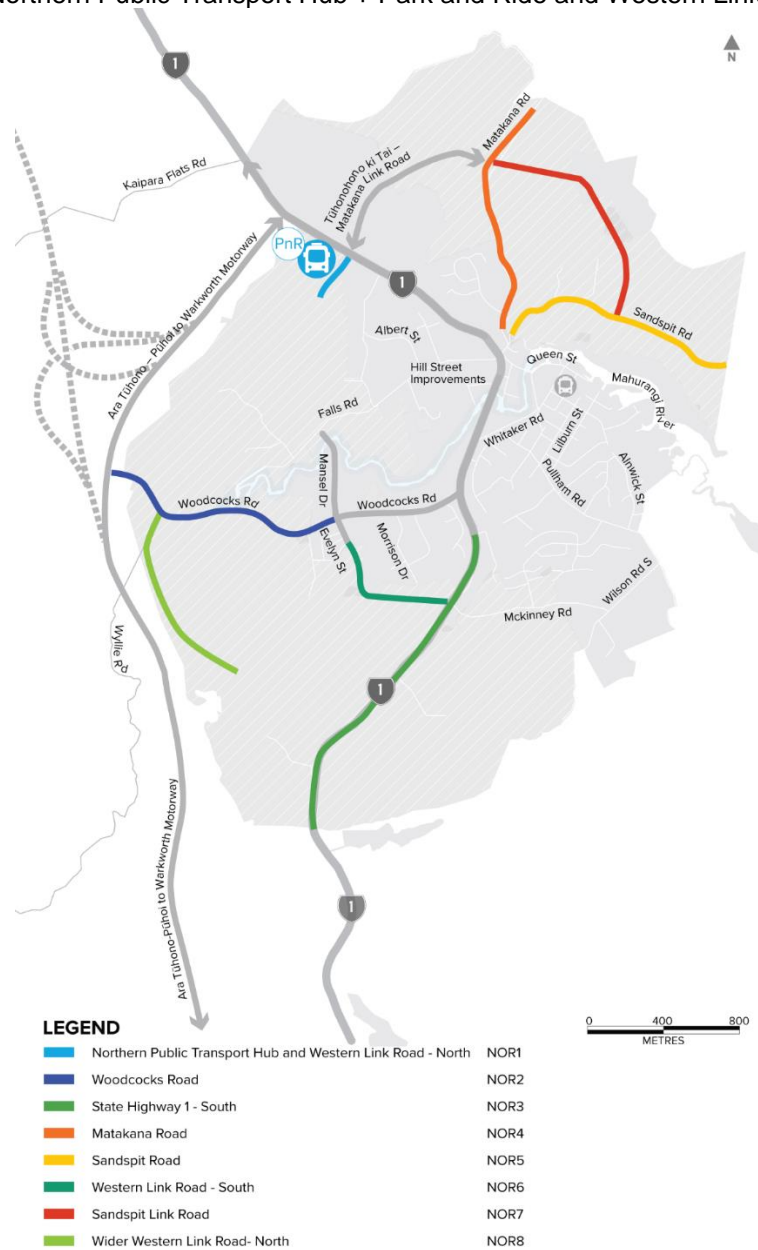 Northern Public Transport Hub + Park and Ride and Western Link
1
N
Matakana Rd
Kaipara Flats Rd
Tūhonohono ki Tai –
Matakana Link Road
PnR
Ara Tūhono – Pūhoi to Warkworth Motorway
1
Sandspit Rd
Albert St
Queen St
Hill Street
Improvements
Mahurangi
River
Falls Rd
Whitaker Rd
Lilburn St
Alnwick St
Mansel Dr
Pullham Rd
Woodcocks Rd
Woodcocks Rd
Evelyn St
Morrison Dr
Wilson Rd S
Mckinney Rd
Wyllie Rd
1
Ara Tūhono-Pūhoi to Warkworth Motorway
1
LEGEND
0 400 800
METRES
Northern Public Transport Hub and Western Link Road - North NOR1
Woodcocks Road NOR2
State Highway 1 - South NOR3
Matakana Road NOR4
Sandspit Road NOR5
Western Link Road - South NOR6
Sandspit Link Road NOR7
Wider Western Link Road- North NOR8